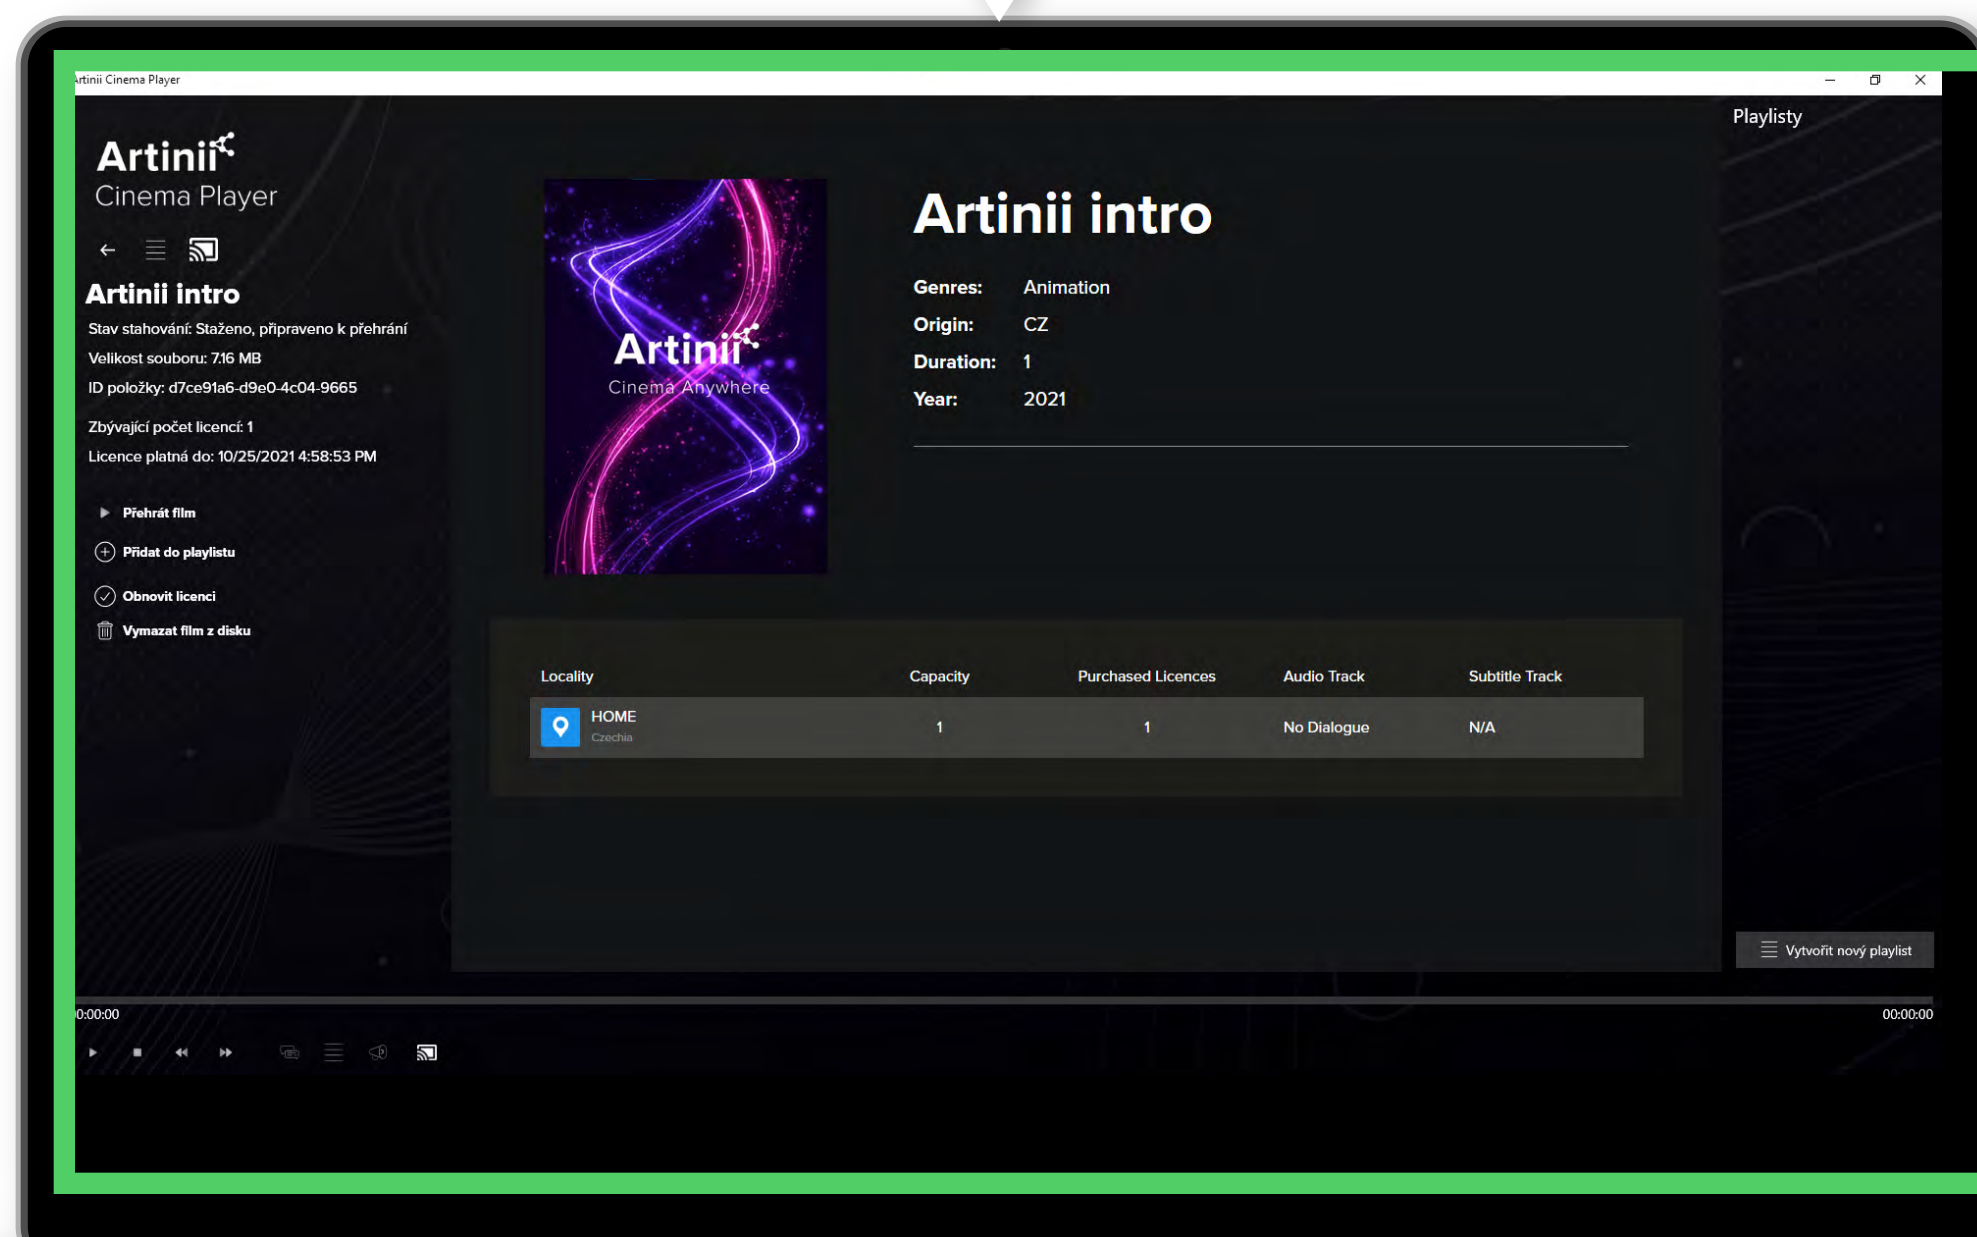 Artinii Cinema Player
Artinii
Cinema Player
Artinii intro
Stav stahování: Staženo, připraveno k přehrání
Velikost souboru: 7.16 MB
ID položky: d7ce91a6-d9e0-4c04-9665
Zbývající počet licencí: 1
Licence platná do: 10/25/2021 4:58:53 PM
Přehrát film
Přidat do playlistu
Obnovit licenci
Vymazat film z disku
Artinii
Cinema Anywhere
Artinii intro
Genres: Animation
Origin: CZ
Duration: 1
Year: 2021
Locality Capacity Purchased Licences Audio Track Subtitle Track
HOME 1 1 No Dialogue N/A
Czechia
Playlisty
Vytvořit nový playlist
0:00:00 00:00:00